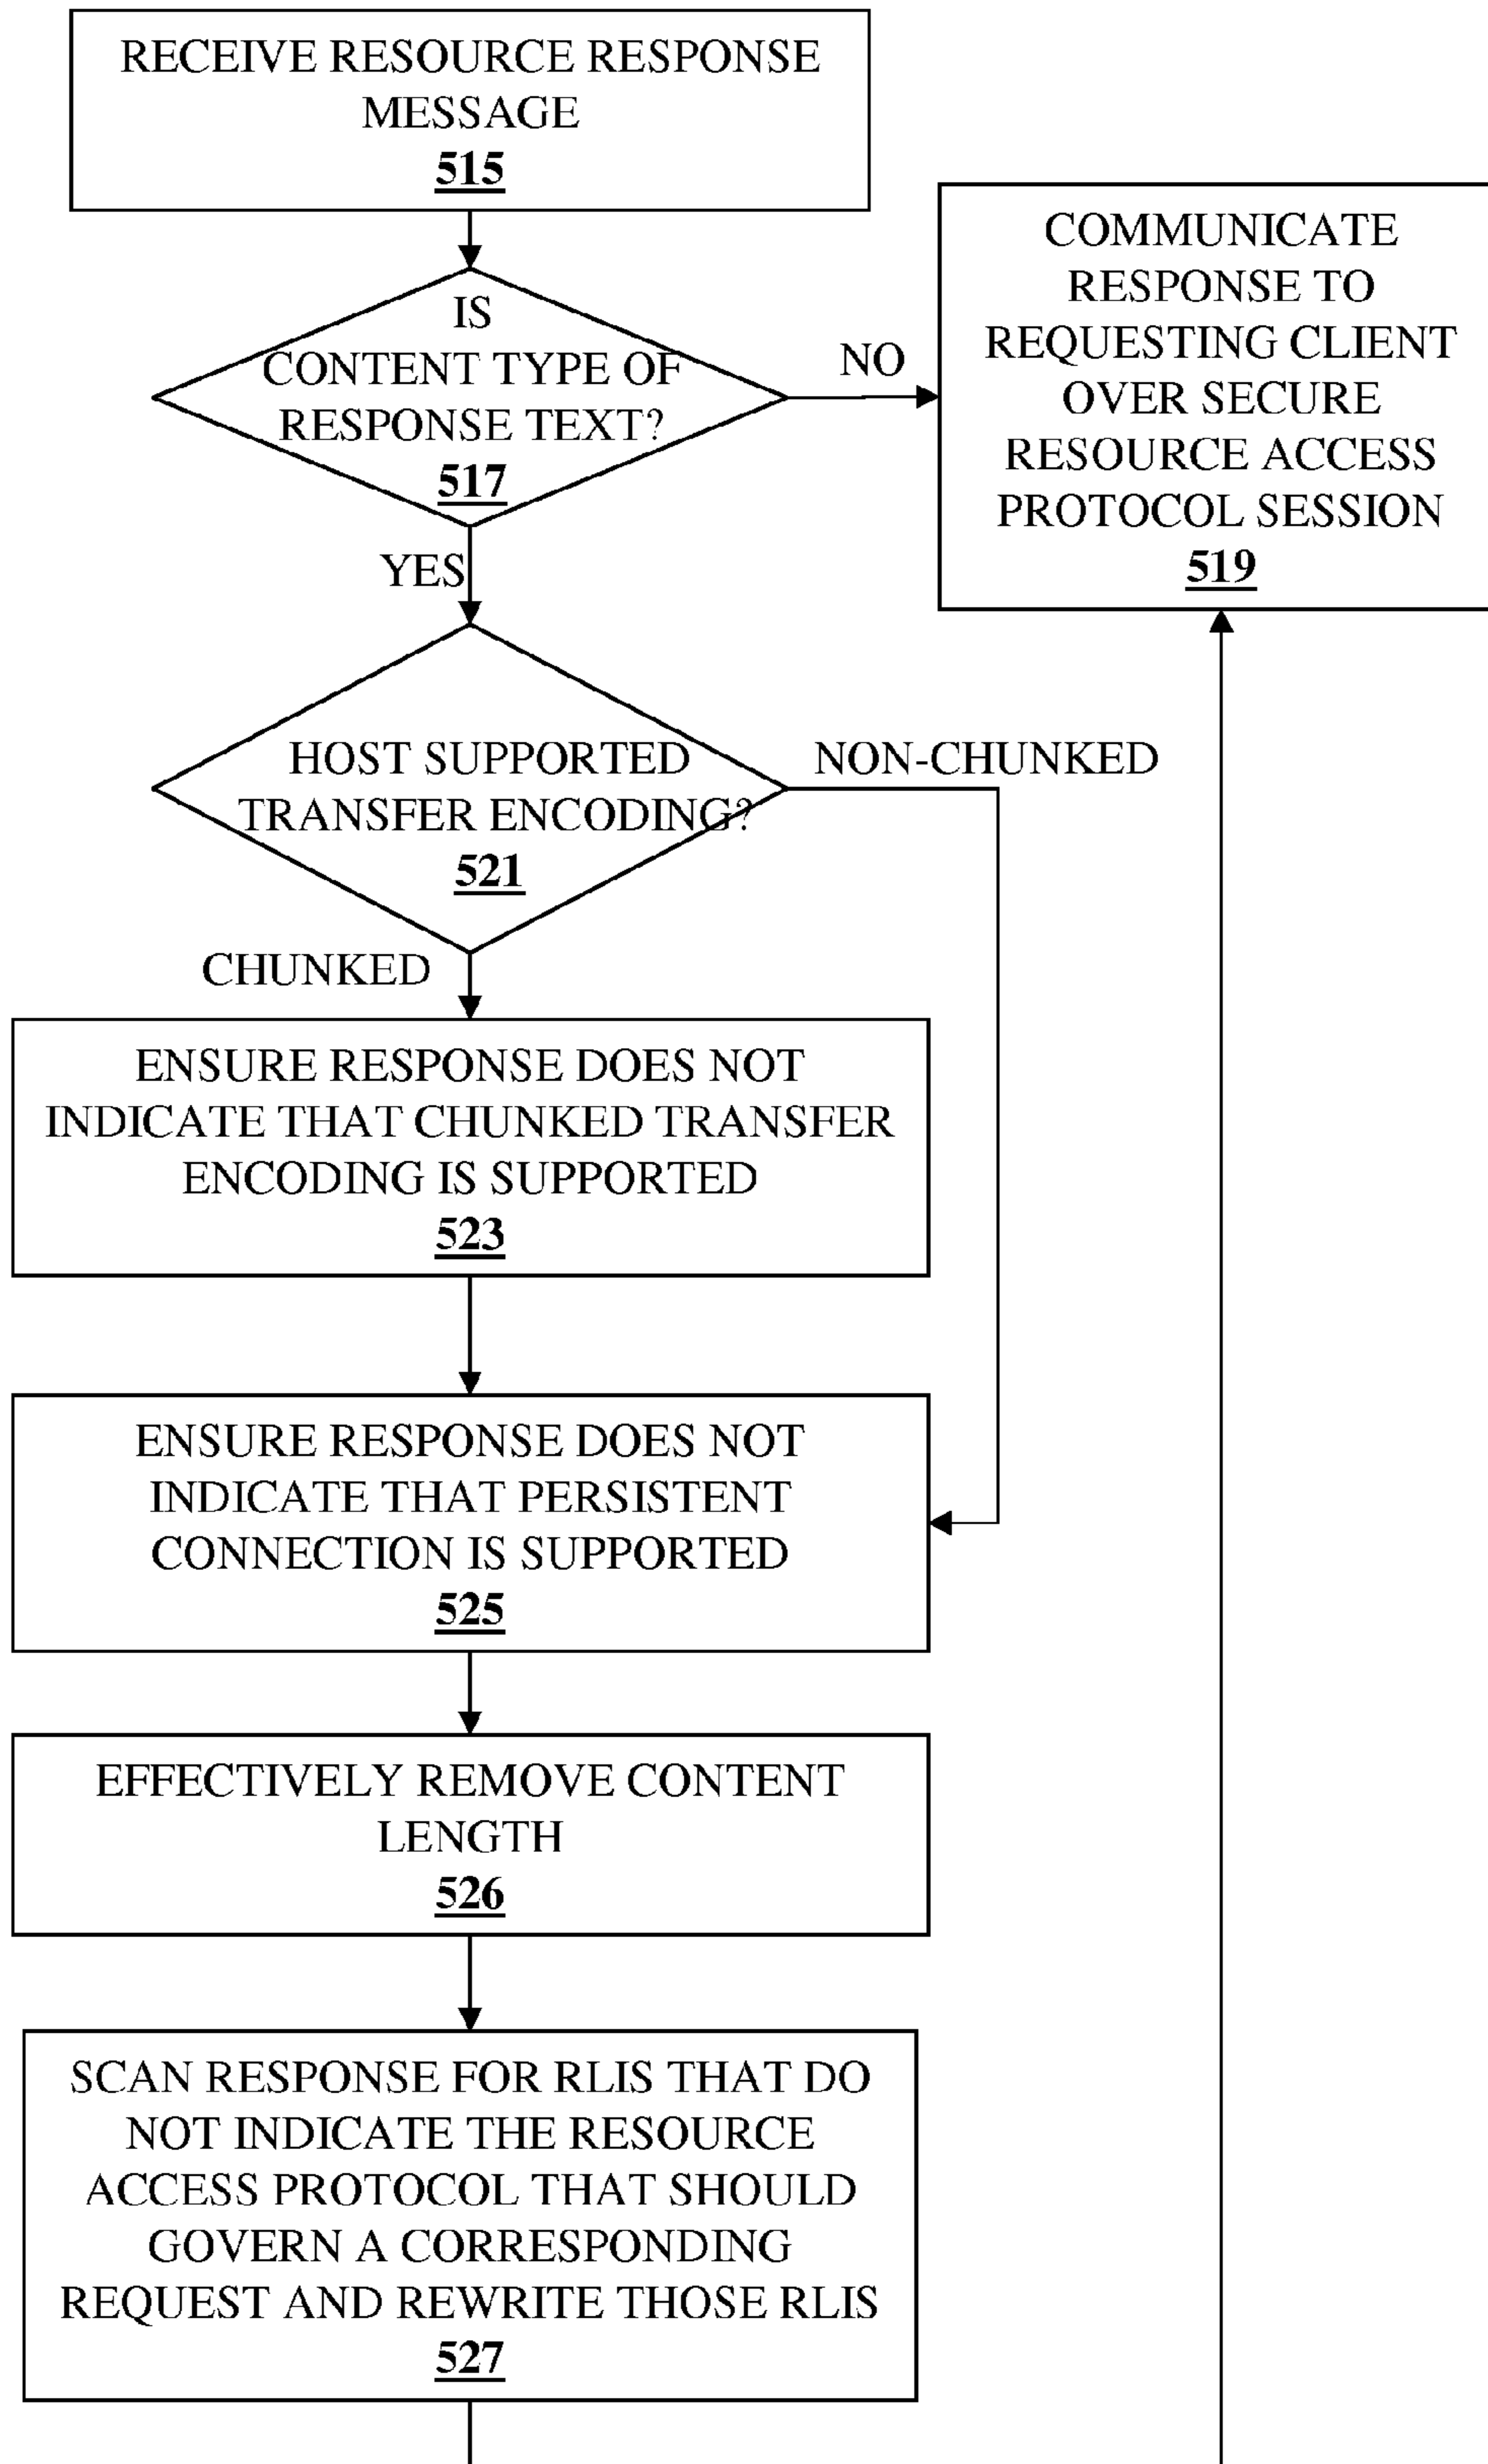 RECEIVE RESOURCE RESPONSE
MESSAGE
515
IS
CONTENT TYPE OF
RESPONSE TEXT?
517
NO
COMMUNICATE
RESPONSE TO
REQUESTING CLIENT
OVER SECURE
RESOURCE ACCESS
PROTOCOL SESSION
519
YES
HOST SUPPORTED
TRANSFER ENCODING?
521
NON-CHUNKED
CHUNKED
ENSURE RESPONSE DOES NOT
INDICATE THAT CHUNKED TRANSFER
ENCODING IS SUPPORTED
523
ENSURE RESPONSE DOES NOT
INDICATE THAT PERSISTENT
CONNECTION IS SUPPORTED
525
EFFECTIVELY REMOVE CONTENT
LENGTH
526
SCAN RESPONSE FOR RLIS THAT DO
NOT INDICATE THE RESOURCE
ACCESS PROTOCOL THAT SHOULD
GOVERN A CORRESPONDING
REQUEST AND REWRITE THOSE RLIS
527